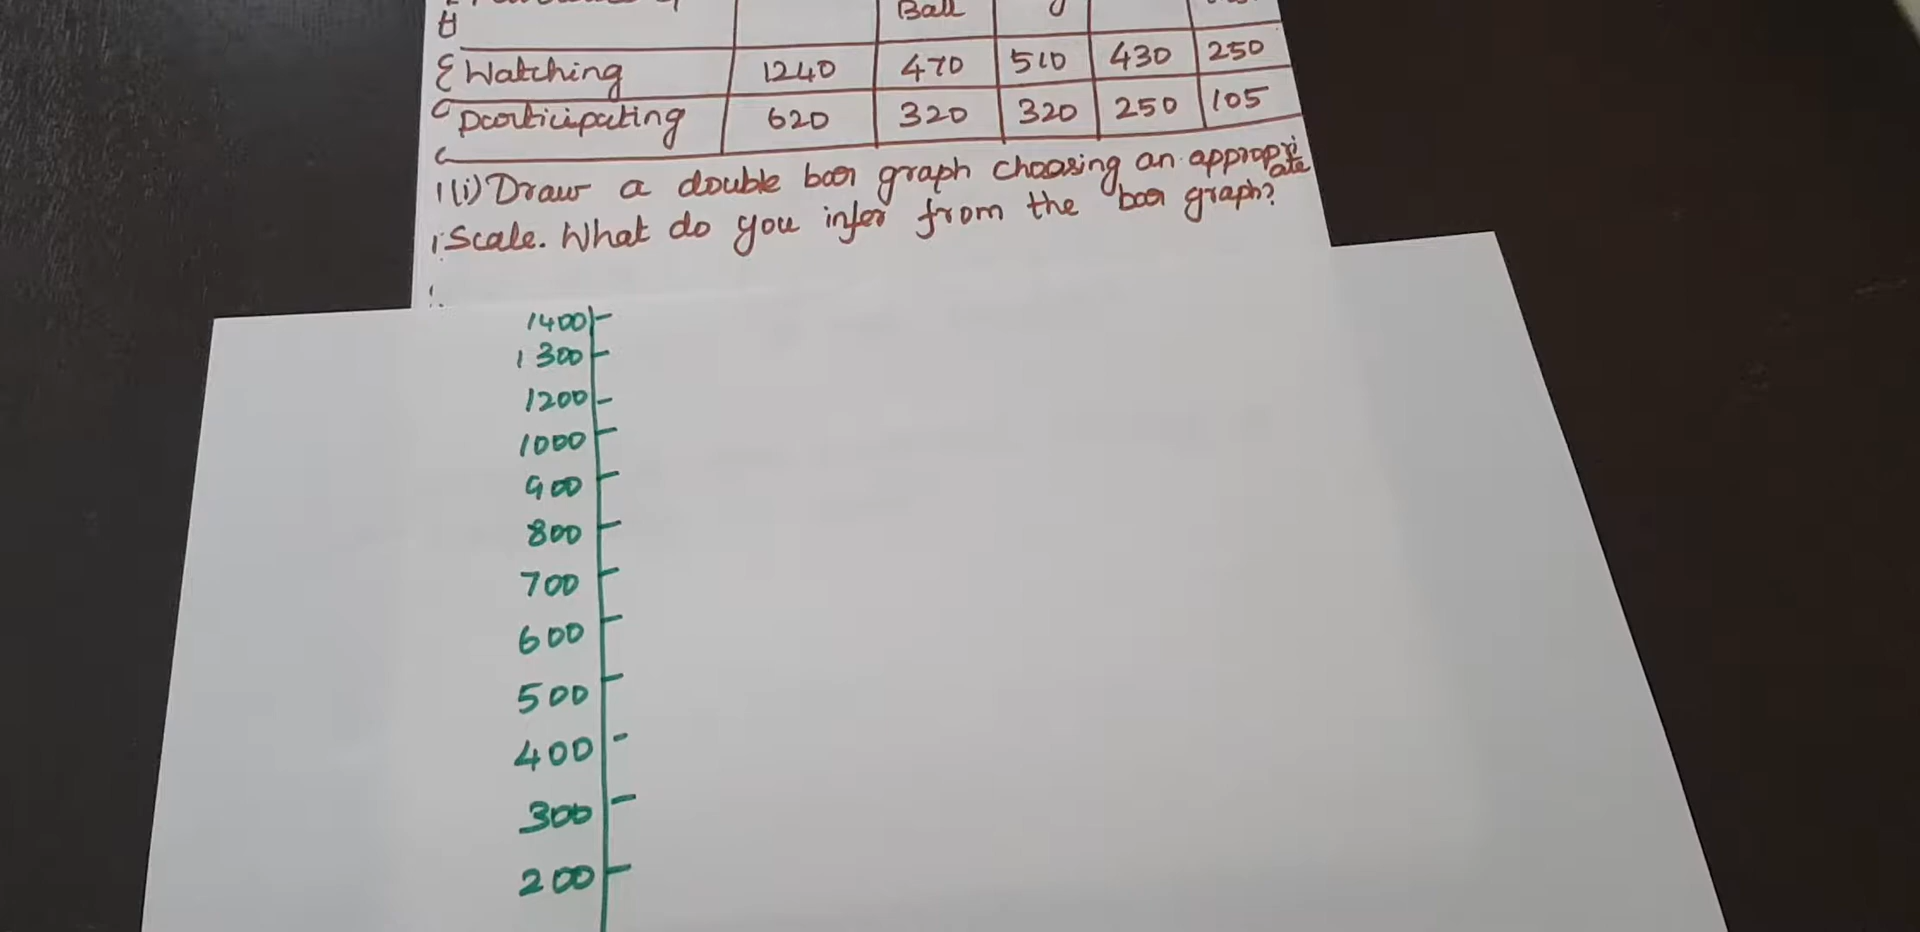 Ball
Watching 1240 470 510 430 250
Participating 620 320 320 250 105
(i) Draw a double bar graph choosing an appropriate
Scale. What do you infer from the bar graph?
1400
1300
1200
1000
900
800
700
600
500
400
300
200